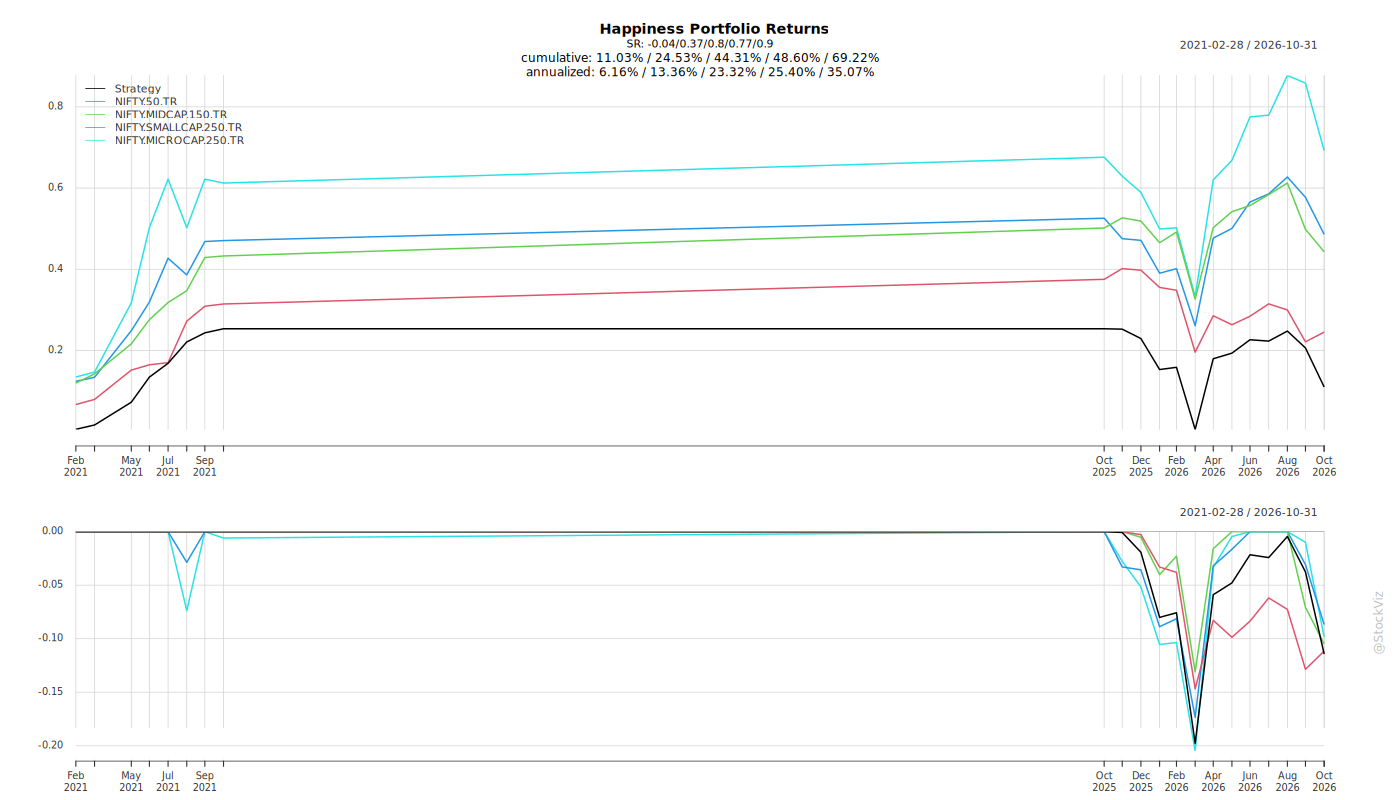 Happiness Portfolio Returns
SR: -0.04/0.37/0.8/0.77/0.9
cumulative: 11.03% / 24.53% / 44.31% / 48.60% / 69.22%
annualized: 6.16% / 13.36% / 23.32% / 25.40% / 35.07%
2021-02-28 / 2026-10-31
Strategy
NIFTY.50.TR
NIFTY.MIDCAP.150.TR
NIFTY.SMALLCAP.250.TR
NIFTY.MICROCAP.250.TR
0.8
0.6
0.4
0.2
Feb May Jul Sep Oct Dec Feb Apr Jun Aug Oct
2021 2021 2021 2021 2025 2025 2026 2026 2026 2026 2026
2021-02-28 / 2026-10-31
0.00
-0.05
-0.10
-0.15
-0.20
Feb May Jul Sep Oct Dec Feb Apr Jun Aug Oct
2021 2021 2021 2021 2025 2025 2026 2026 2026 2026 2026
@StockViz